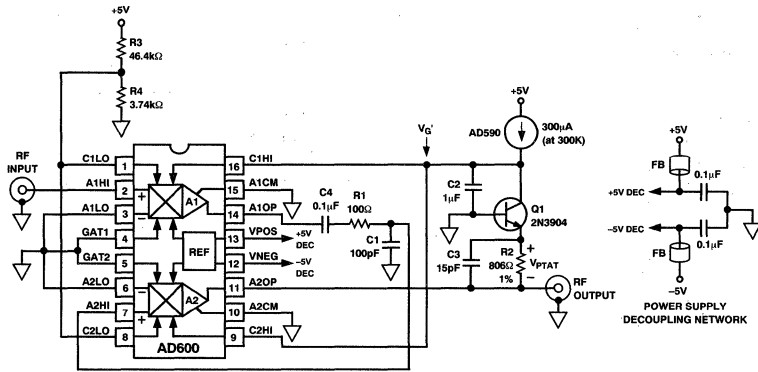 +5V
R3
46.4kΩ
R4
3.74kΩ
RF
INPUT
C1LO
1
A1HI
2
+
A1LO
3
–
GAT1
4
GAT2
5
A2LO
6
–
A2HI
7
+
C2LO
8
A1
REF
A2
AD600
16
C1HI
15
A1CM
14
A1OP
13
VPOS
+5V
DEC
12
VNEG
–5V
DEC
11
A2OP
10
A2CM
9
C2HI
C4
0.1µF
R1
100Ω
C1
100pF
VG'
+5V
AD590
300µA
(at 300K)
C2
1µF
Q1
2N3904
C3
15pF
R2
806Ω
1%
+
VPTAT
–
RF
OUTPUT
+5V
FB
0.1µF
+5V DEC
–5V DEC
0.1µF
FB
–5V
POWER SUPPLY
DECOUPLING NETWORK